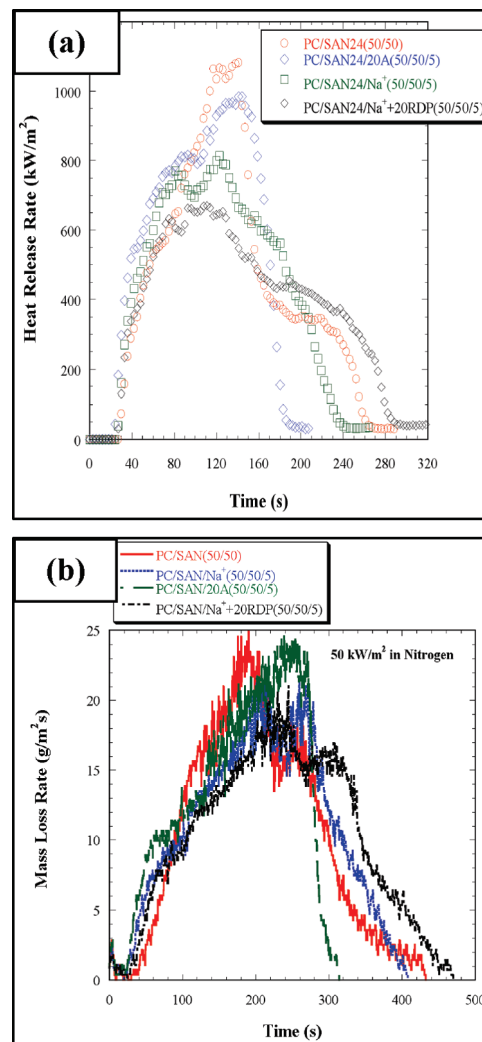 (a)
PC/SAN24(50/50)
PC/SAN24/20A(50/50/5)
PC/SAN24/Na⁺(50/50/5)
PC/SAN24/Na⁺+20RDP(50/50/5)
1000
800
600
400
200
0
Heat Release Rate (kW/m²)
0 40 80 120 160 200 240 280 320
Time (s)
(b)
PC/SAN(50/50)
PC/SAN/Na⁺(50/50/5)
PC/SAN/20A(50/50/5)
PC/SAN/Na⁺+20RDP(50/50/5)
50 kW/m² in Nitrogen
25
20
15
10
5
0
Mass Loss Rate (g/m²s)
0 100 200 300 400 500
Time (s)